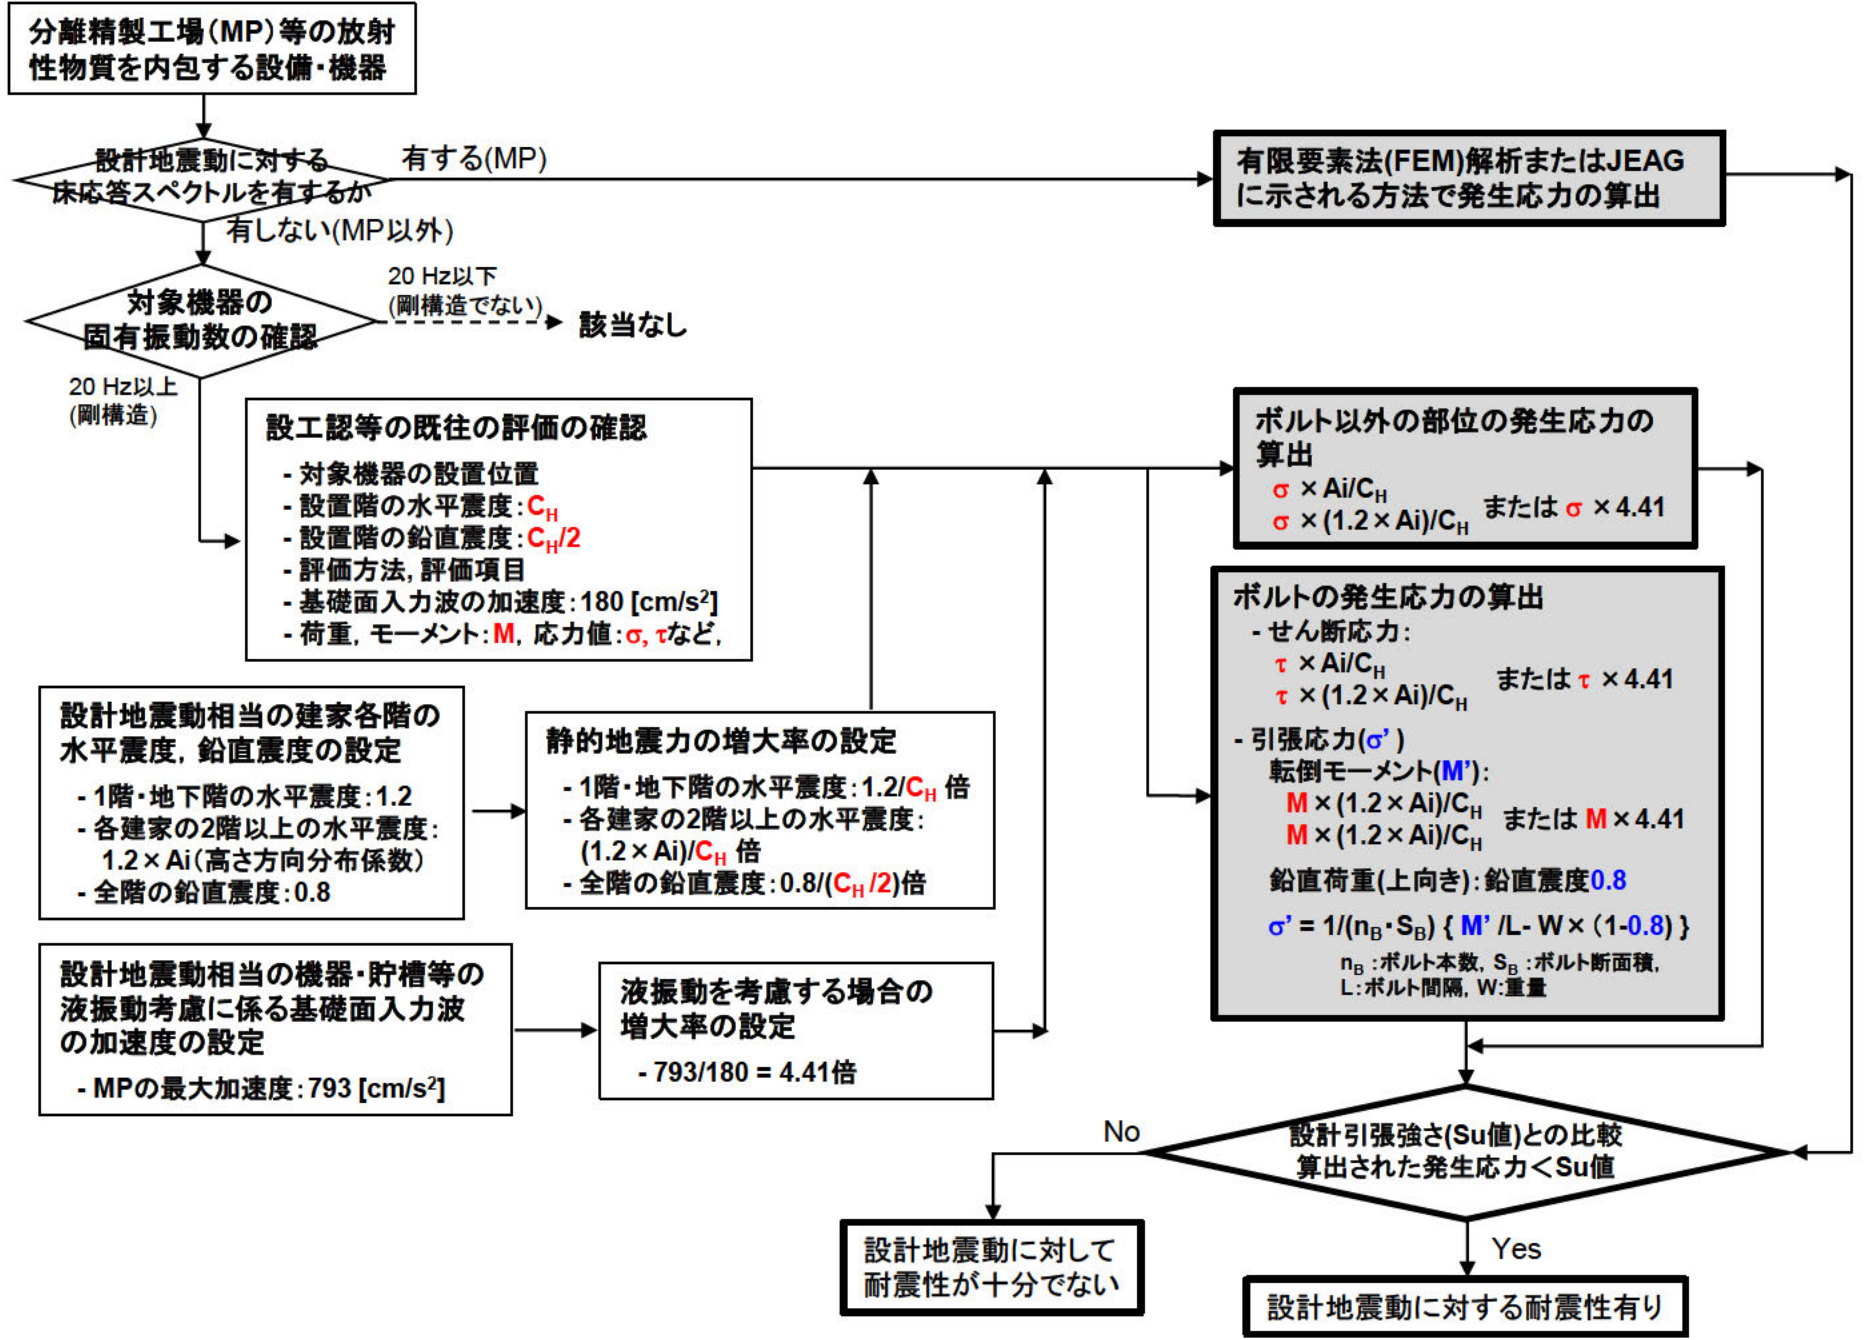 分離精製工場(MP)等の放射
性物質を内包する設備・機器
設計地震動に対する
床応答スペクトルを有するか
有する(MP)
有限要素法(FEM)解析またはJEAG
に示される方法で発生応力の算出
有しない(MP以外)
対象機器の
固有振動数の確認
20 Hz以下
(剛構造でない)
該当なし
20 Hz以上
(剛構造)
設工認等の既往の評価の確認
- 対象機器の設置位置
- 設置階の水平震度:CH
- 設置階の鉛直震度:CH/2
- 評価方法, 評価項目
- 基礎面入力波の加速度:180 [cm/s²]
- 荷重, モーメント:M, 応力値:σ, τなど,
ボルト以外の部位の発生応力の
算出
σ ×Ai/CH
σ ×(1.2×Ai)/CH または σ ×4.41
ボルトの発生応力の算出
- せん断応力:
τ ×Ai/CH
τ ×(1.2×Ai)/CH または τ ×4.41
- 引張応力(σ’ )
転倒モーメント(M’):
M×(1.2×Ai)/CH
M×(1.2×Ai)/CH または M×4.41
鉛直荷重(上向き):鉛直震度0.8
σ’ = 1/(nB・SB) { M’ /L- W×(1-0.8) }
nB :ボルト本数, SB :ボルト断面積,
L:ボルト間隔, W:重量
設計地震動相当の建家各階の
水平震度, 鉛直震度の設定
- 1階・地下階の水平震度:1.2
- 各建家の2階以上の水平震度:
1.2×Ai(高さ方向分布係数)
- 全階の鉛直震度:0.8
静的地震力の増大率の設定
- 1階・地下階の水平震度:1.2/CH 倍
- 各建家の2階以上の水平震度:
(1.2×Ai)/CH 倍
- 全階の鉛直震度:0.8/(CH /2)倍
設計地震動相当の機器・貯槽等の
液振動考慮に係る基礎面入力波
の加速度の設定
- MPの最大加速度:793 [cm/s²]
液振動を考慮する場合の
増大率の設定
- 793/180 = 4.41倍
設計引張強さ(Su値)との比較
算出された発生応力<Su値
No
設計地震動に対して
耐震性が十分でない
Yes
設計地震動に対する耐震性有り